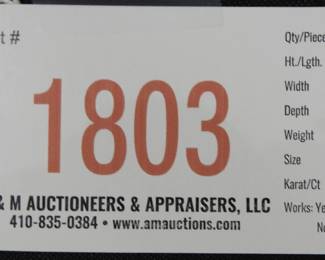 t #
1803
& M AUCTIONEERS & APPRAISERS, LLC
410-835-0384 • www.amauctions.com
Qty/Piece
Ht./Lgth.
Width
Depth
Weight
Size
Karat/Ct
Works: Ye
No